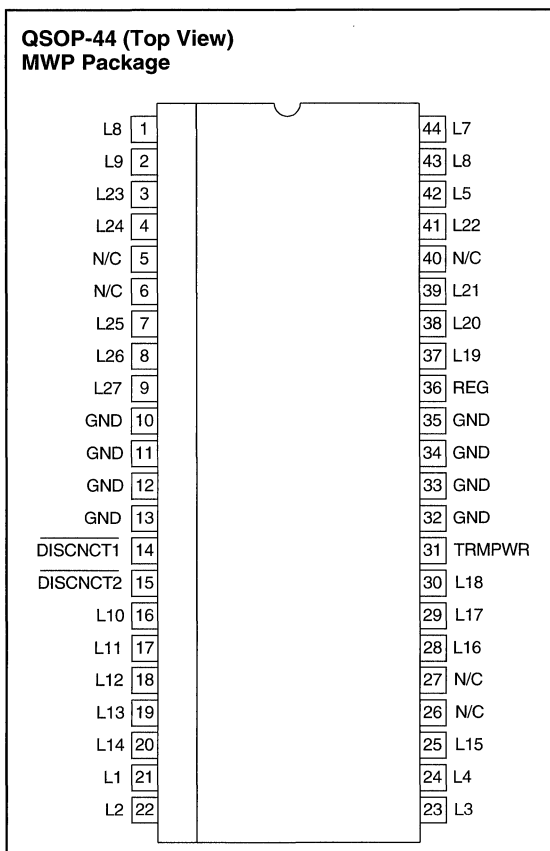 QSOP-44 (Top View)
MWP Package
L8 1
L9 2
L23 3
L24 4
N/C 5
N/C 6
L25 7
L26 8
L27 9
GND 10
GND 11
GND 12
GND 13
DISCNCT1 14
DISCNCT2 15
L10 16
L11 17
L12 18
L13 19
L14 20
L1 21
L2 22
44 L7
43 L8
42 L5
41 L22
40 N/C
39 L21
38 L20
37 L19
36 REG
35 GND
34 GND
33 GND
32 GND
31 TRMPWR
30 L18
29 L17
28 L16
27 N/C
26 N/C
25 L15
24 L4
23 L3